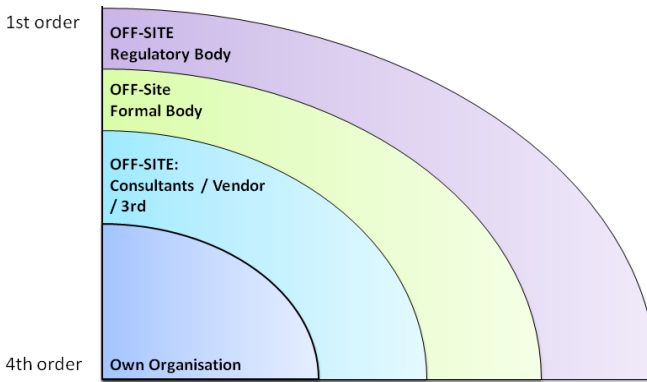 1st order
OFF-SITE
Regulatory Body
OFF-Site
Formal Body
OFF-SITE:
Consultants / Vendor
/ 3rd
4th order
Own Organisation